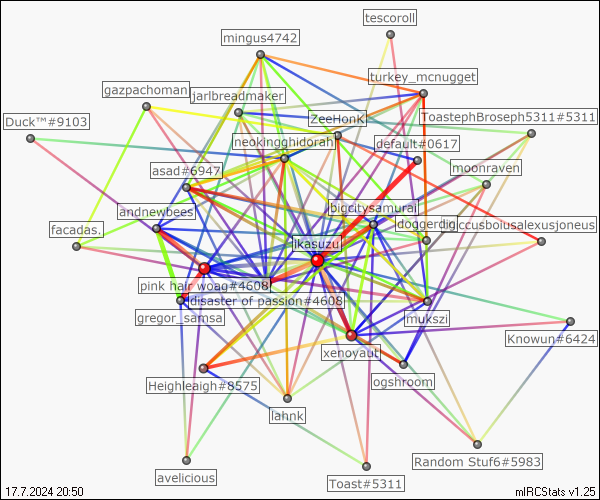 tescoroll
mingus4742
turkey_mcnugget
gazpachoman
jarlbreadmaker
ToastephBroseph5311#5311
Duck™#9103
ZeeHonk!
neokingghidorah
default#0617
moonraven
asad#6947
andnewbees
bigcitysamurai
facadas.
doggerdig
ccusboiusalexusjoneus
likasuzu
pink hair woag#4608
disaster of passion#4608
gregor_samsa
mukszi
xenoyaut
Knowun#6424
Heighleaigh#8575
ogshroom
lahnk
Random Stuf6#5983
avelicious
Toast#5311
17.7.2024 20:50
mIRCStats v1.25